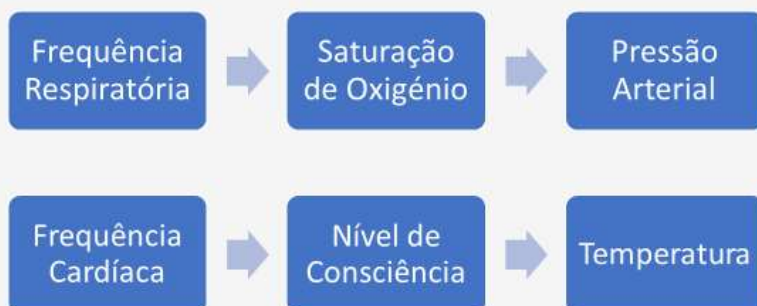 Frequência
Respiratória
Saturação
de Oxigénio
Pressão
Arterial
Frequência
Cardíaca
Nível de
Consciência
Temperatura